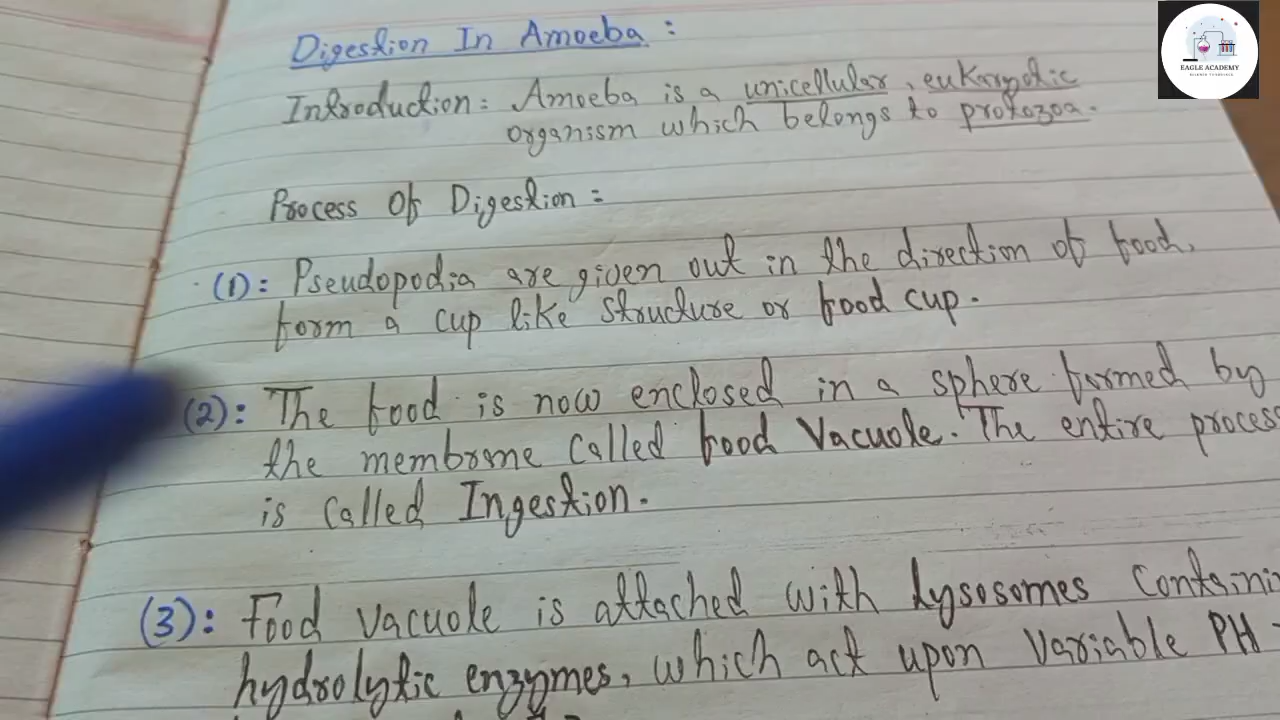 Digestion In Amoeba :
Introduction : Amoeba is a unicellular, eukaryotic
organism which belongs to protozoa.
Process Of Digestion :
(1): Pseudopodia are given out in the direction of food,
form a cup like structure or food cup.
(2): The food is now enclosed in a sphere formed by
the membrane called food Vacuole. The entire process
is called Ingestion.
(3): Food vacuole is attached with lysosomes Containi
hydrolytic enzymes, which act upon variable PH-
EAGLE ACADEMY